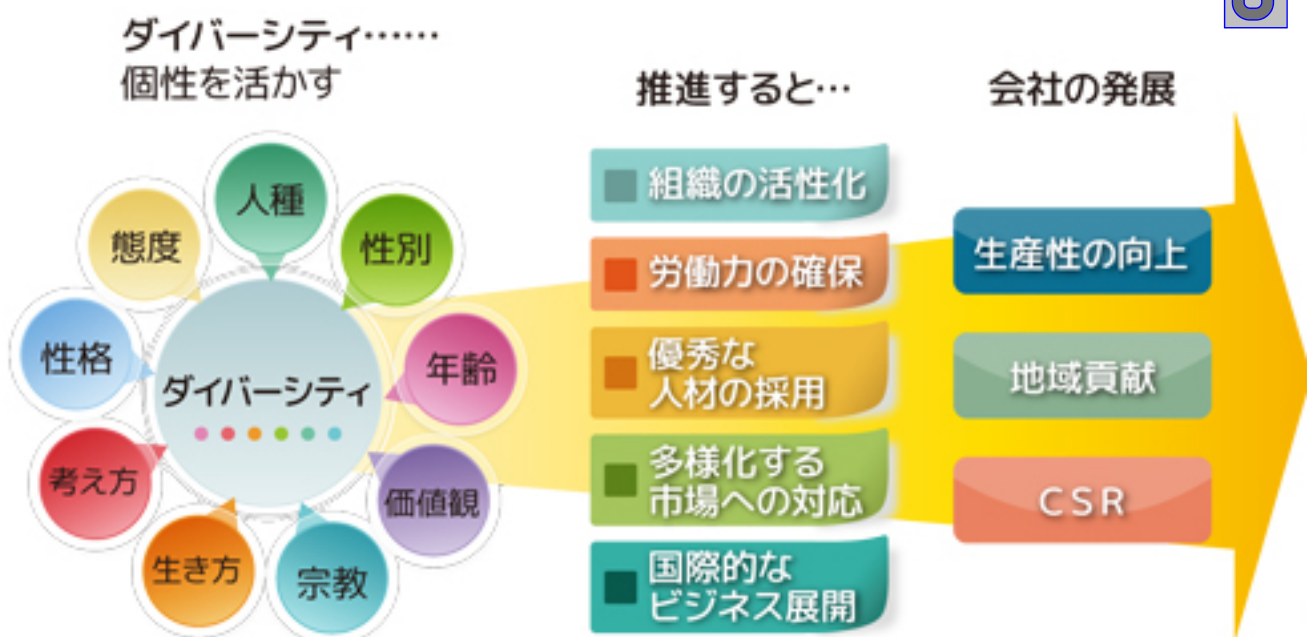 ダイバーシティ……
個性を活かす
人種
性別
年齢
価値観
宗教
生き方
考え方
性格
態度
ダイバーシティ
推進すると…
組織の活性化
労働力の確保
優秀な
人材の採用
多様化する
市場への対応
国際的な
ビジネス展開
会社の発展
生産性の向上
地域貢献
CSR